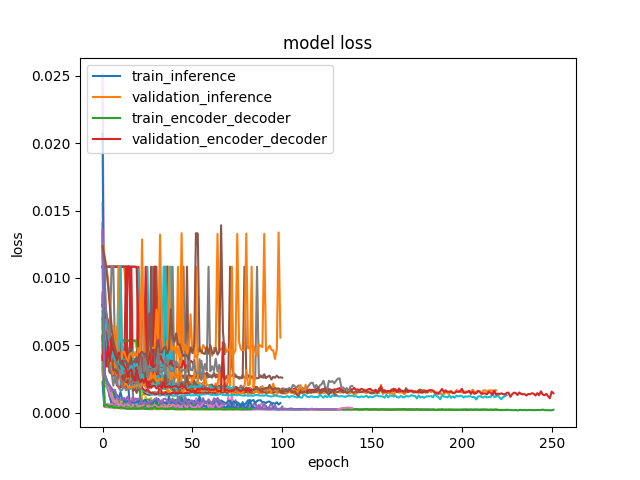 model loss
0.025
0.020
0.015
0.010
0.005
0.000
loss
train_inference
validation_inference
train_encoder_decoder
validation_encoder_decoder
0 50 100 150 200 250
epoch